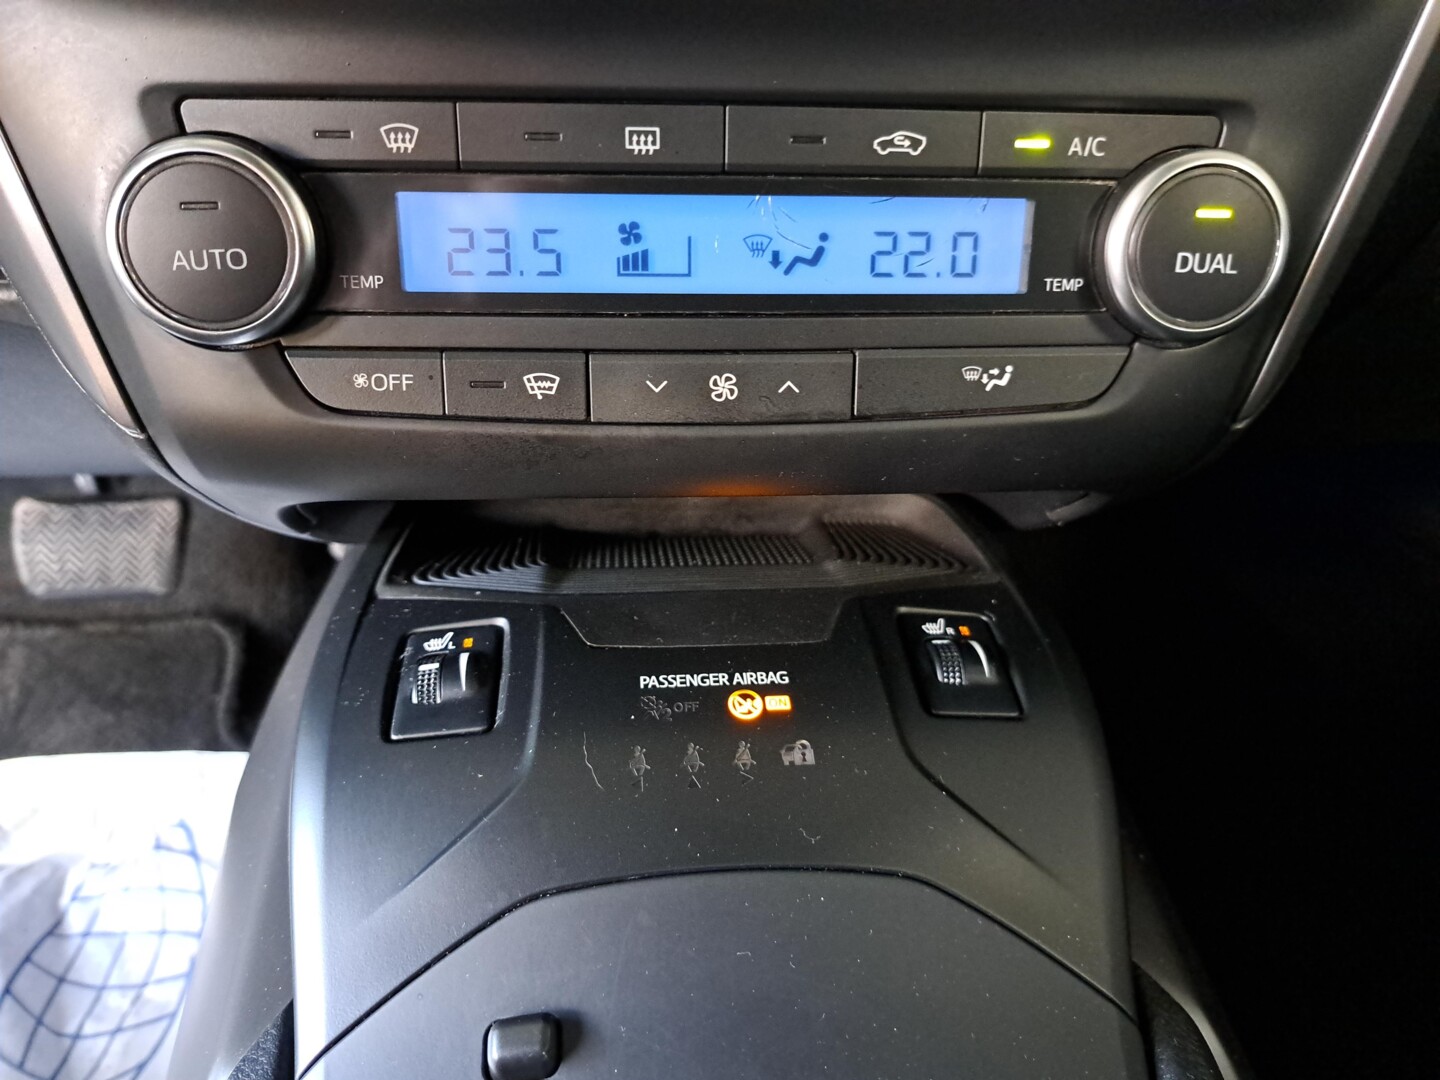 A/C
AUTO
TEMP
23.5
22.0
TEMP
DUAL
OFF
L
R
PASSENGER AIRBAG
OFF
ON